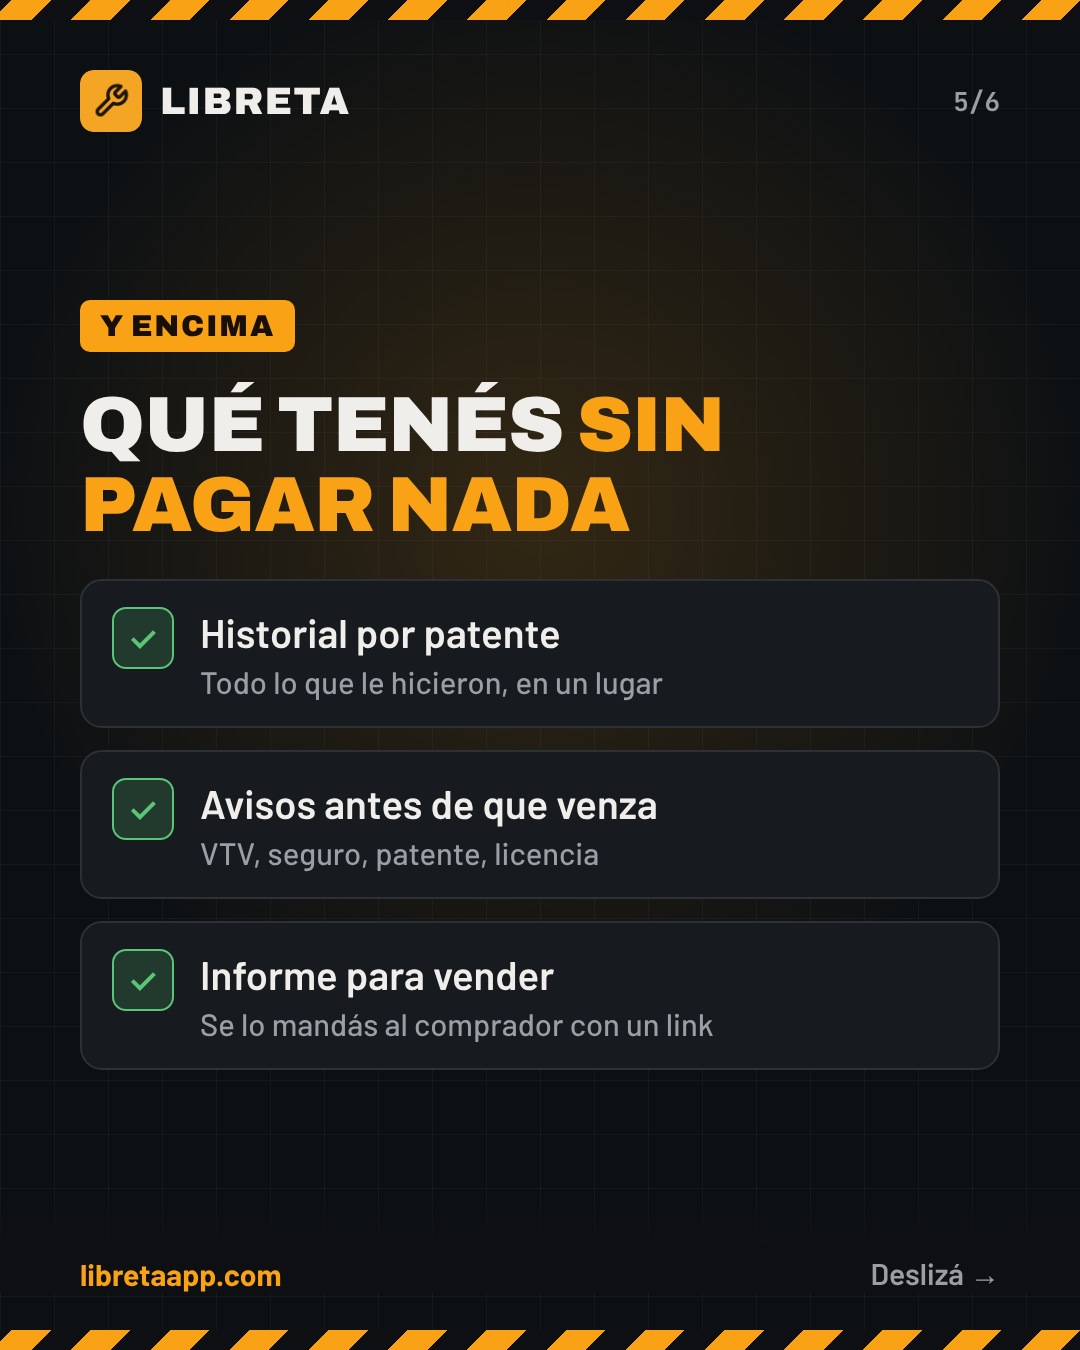 LIBRETA
5/6
Y ENCIMA
QUÉ TENÉS SIN
PAGAR NADA
Historial por patente
Todo lo que le hicieron, en un lugar
Avisos antes de que venza
VTV, seguro, patente, licencia
Informe para vender
Se lo mandás al comprador con un link
libretaapp.com
Deslizá →